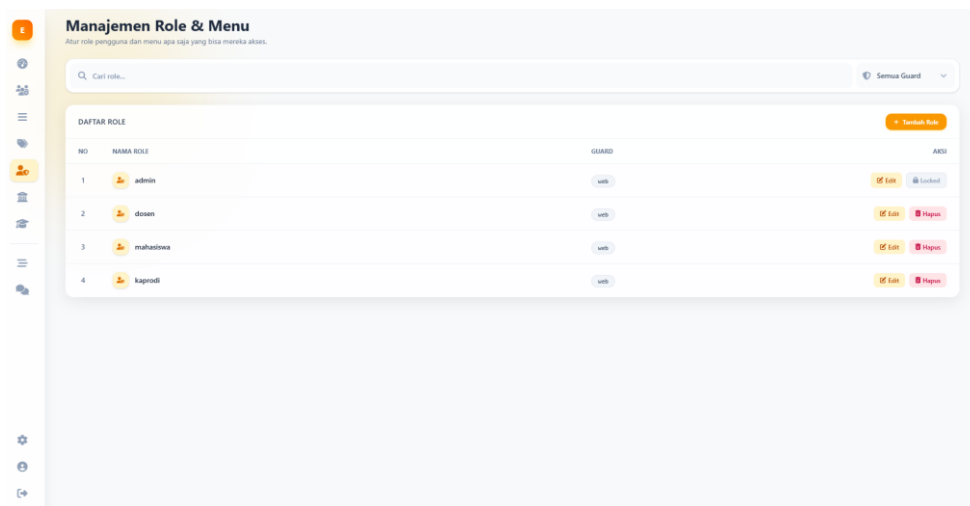 E
Manajemen Role & Menu
Atur role pengguna dan menu apa saja yang bisa mereka akses.
Cari role... Semua Guard
DAFTAR ROLE + Tambah Role
NO NAMA ROLE GUARD AKSI
1 admin web Edit Locked
2 dosen web Edit Hapus
3 mahasiswa web Edit Hapus
4 kaprodi web Edit Hapus